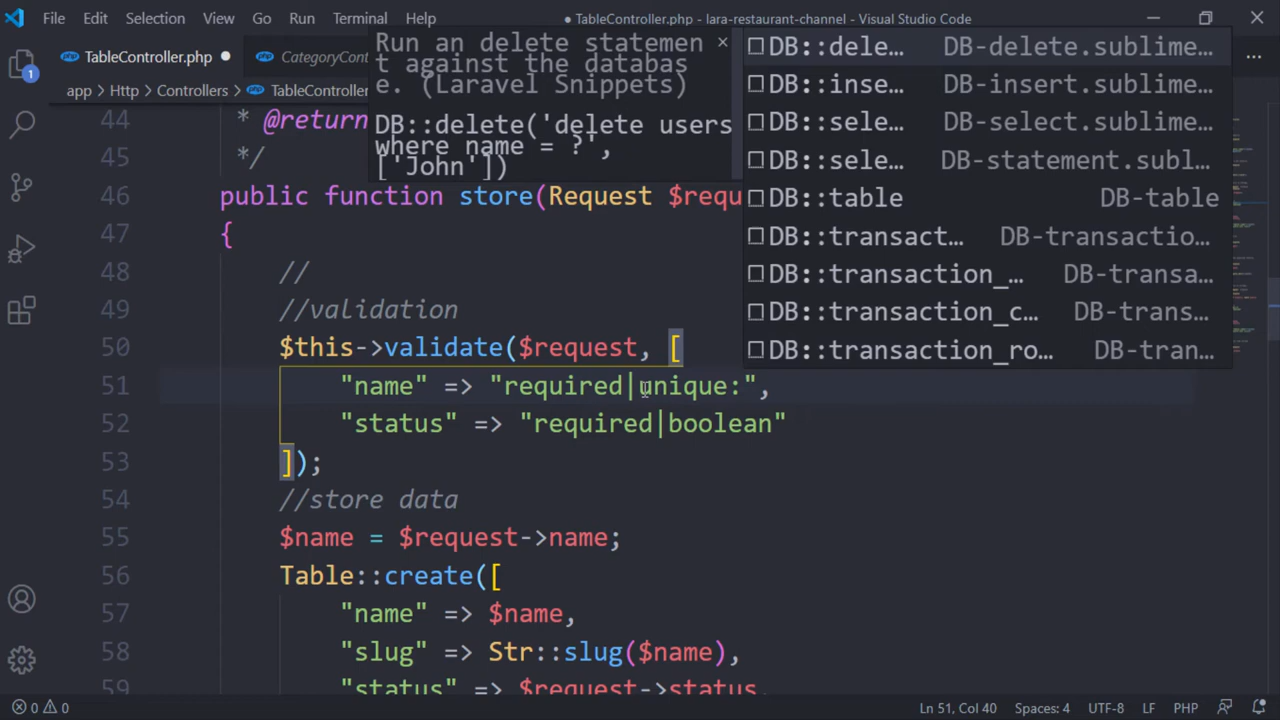 File Edit Selection View Go Run Terminal Help ● TableController.php - lara-restaurant-channel - Visual Studio Code
TableController.php ● CategoryCont
app > Http > Controllers > TableController
Run an delete statemen
t against the databas
e. (Laravel Snippets)
DB::delete('delete users
where name = ?',
['John'])
DB::dele… DB-delete.sublime…
DB::inse… DB-insert.sublime…
DB::sele… DB-select.sublime…
DB::sele… DB-statement.subl…
DB::table DB-table
DB::transact… DB-transactio…
DB::transaction_… DB-transa…
DB::transaction_c… DB-trans…
DB::transaction_ro… DB-tran…
1
44 * @return
45 */
46 public function store(Request $requ
47 {
48 //
49 //validation
50 $this->validate($request, [
51 "name" => "required|unique:",
52 "status" => "required|boolean"
53 ]);
54 //store data
55 $name = $request->name;
56 Table::create([
57 "name" => $name,
58 "slug" => Str::slug($name),
59 "status" => $request->status,
0 0 Ln 51, Col 40 Spaces: 4 UTF-8 LF PHP